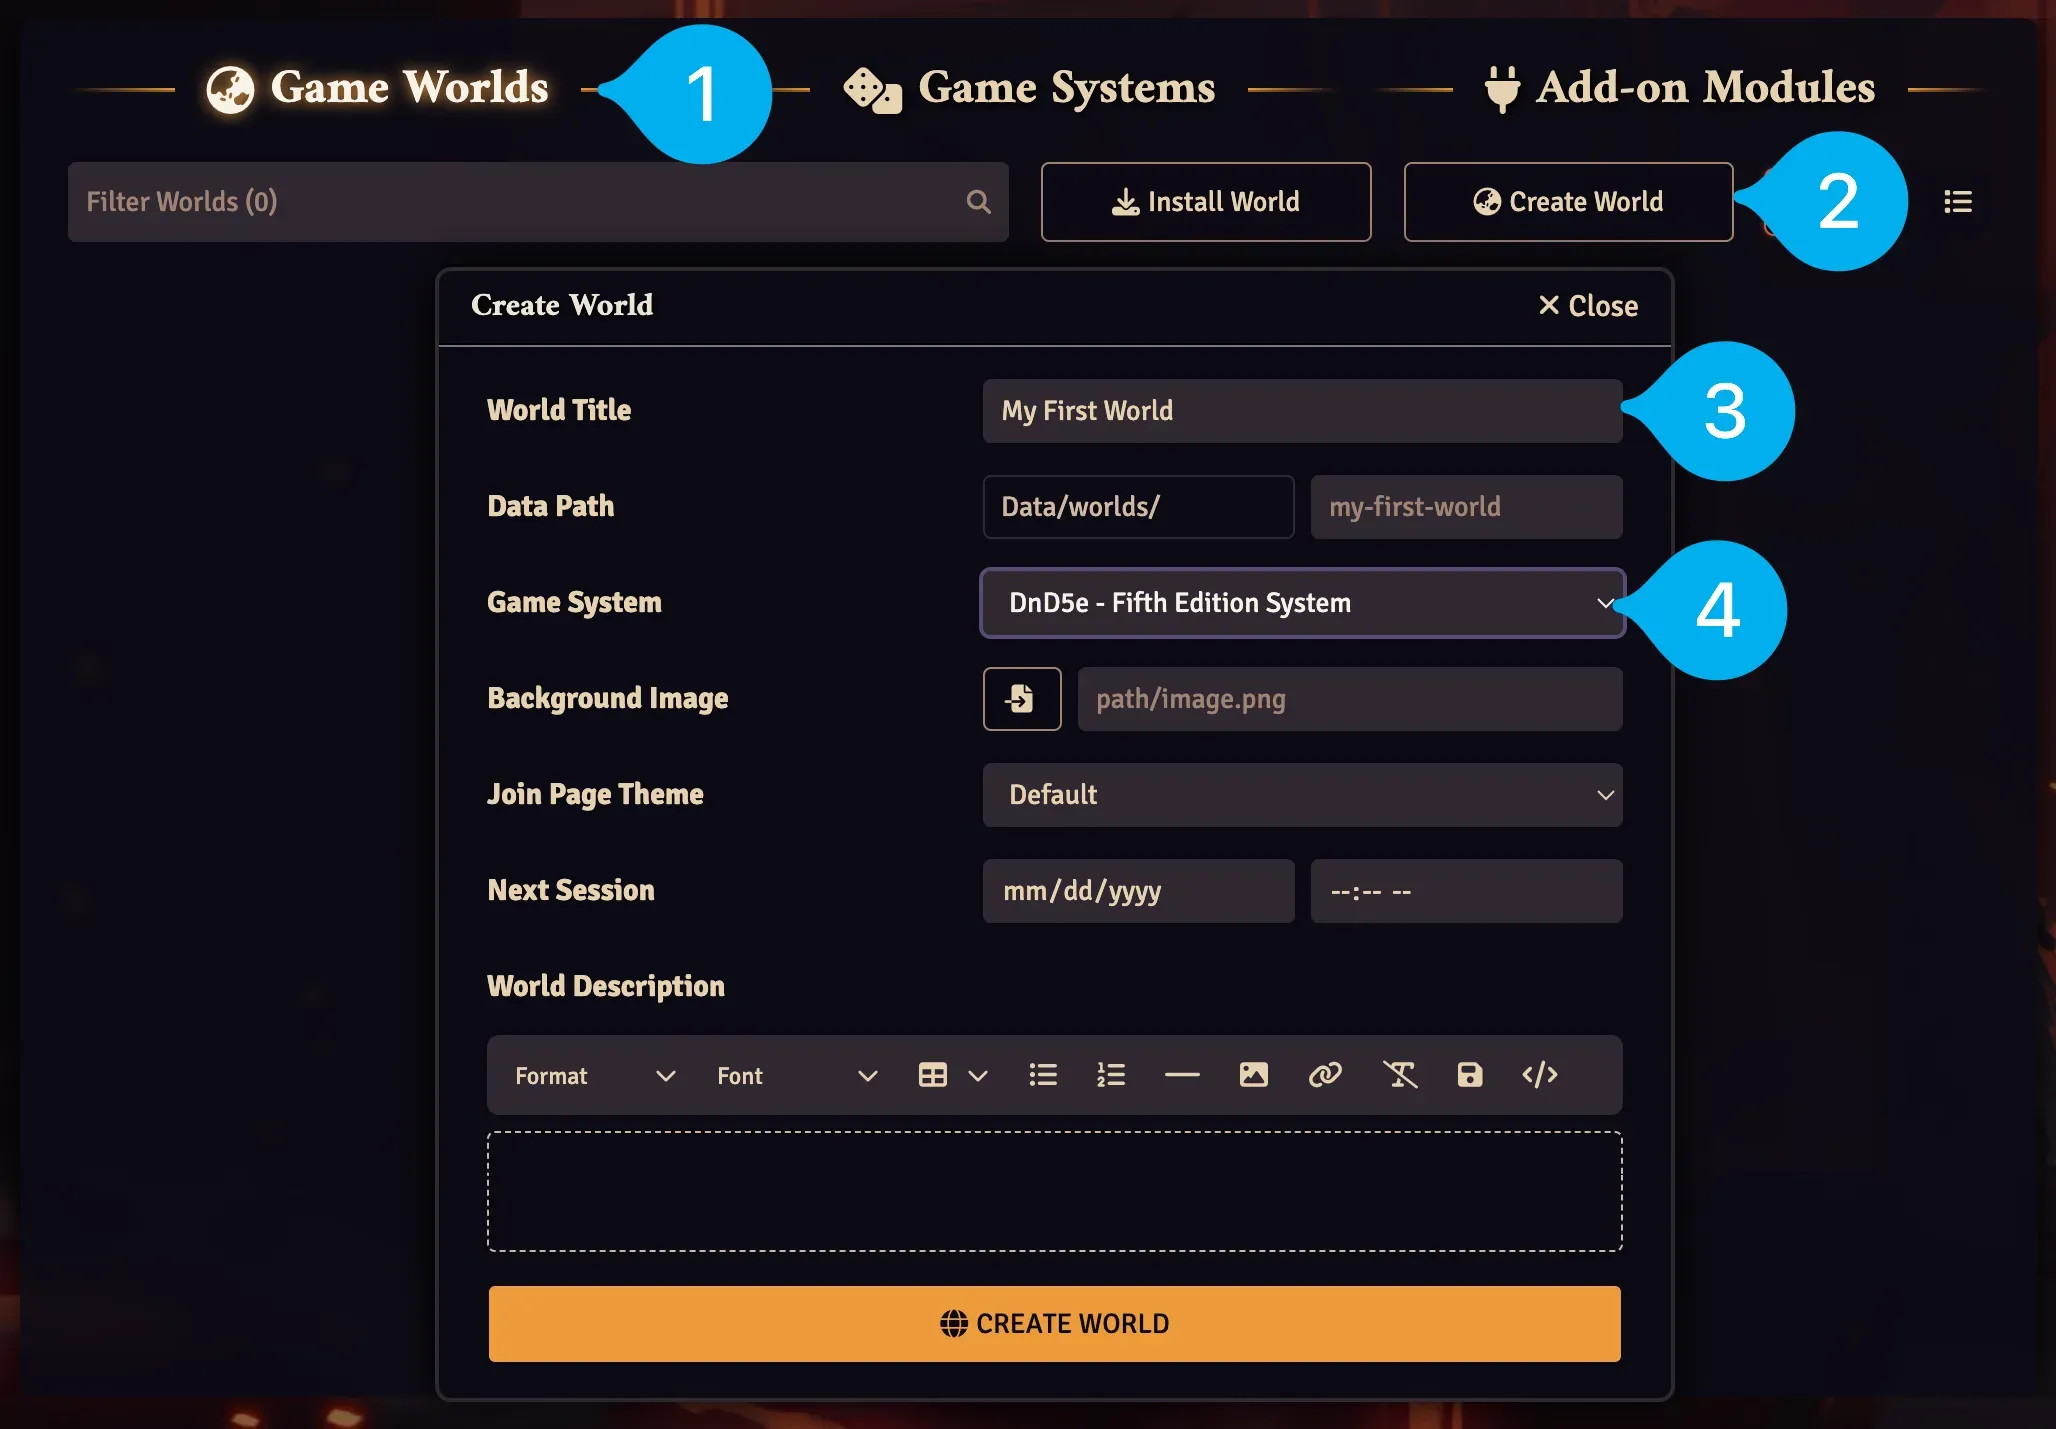 Game Worlds 1 Game Systems Add-on Modules
Filter Worlds (0) Install World Create World 2
Create World Close
World Title My First World 3
Data Path Data/worlds/ my-first-world
Game System DnD5e - Fifth Edition System 4
Background Image path/image.png
Join Page Theme Default
Next Session mm/dd/yyyy --:-- --
World Description
Format Font
CREATE WORLD